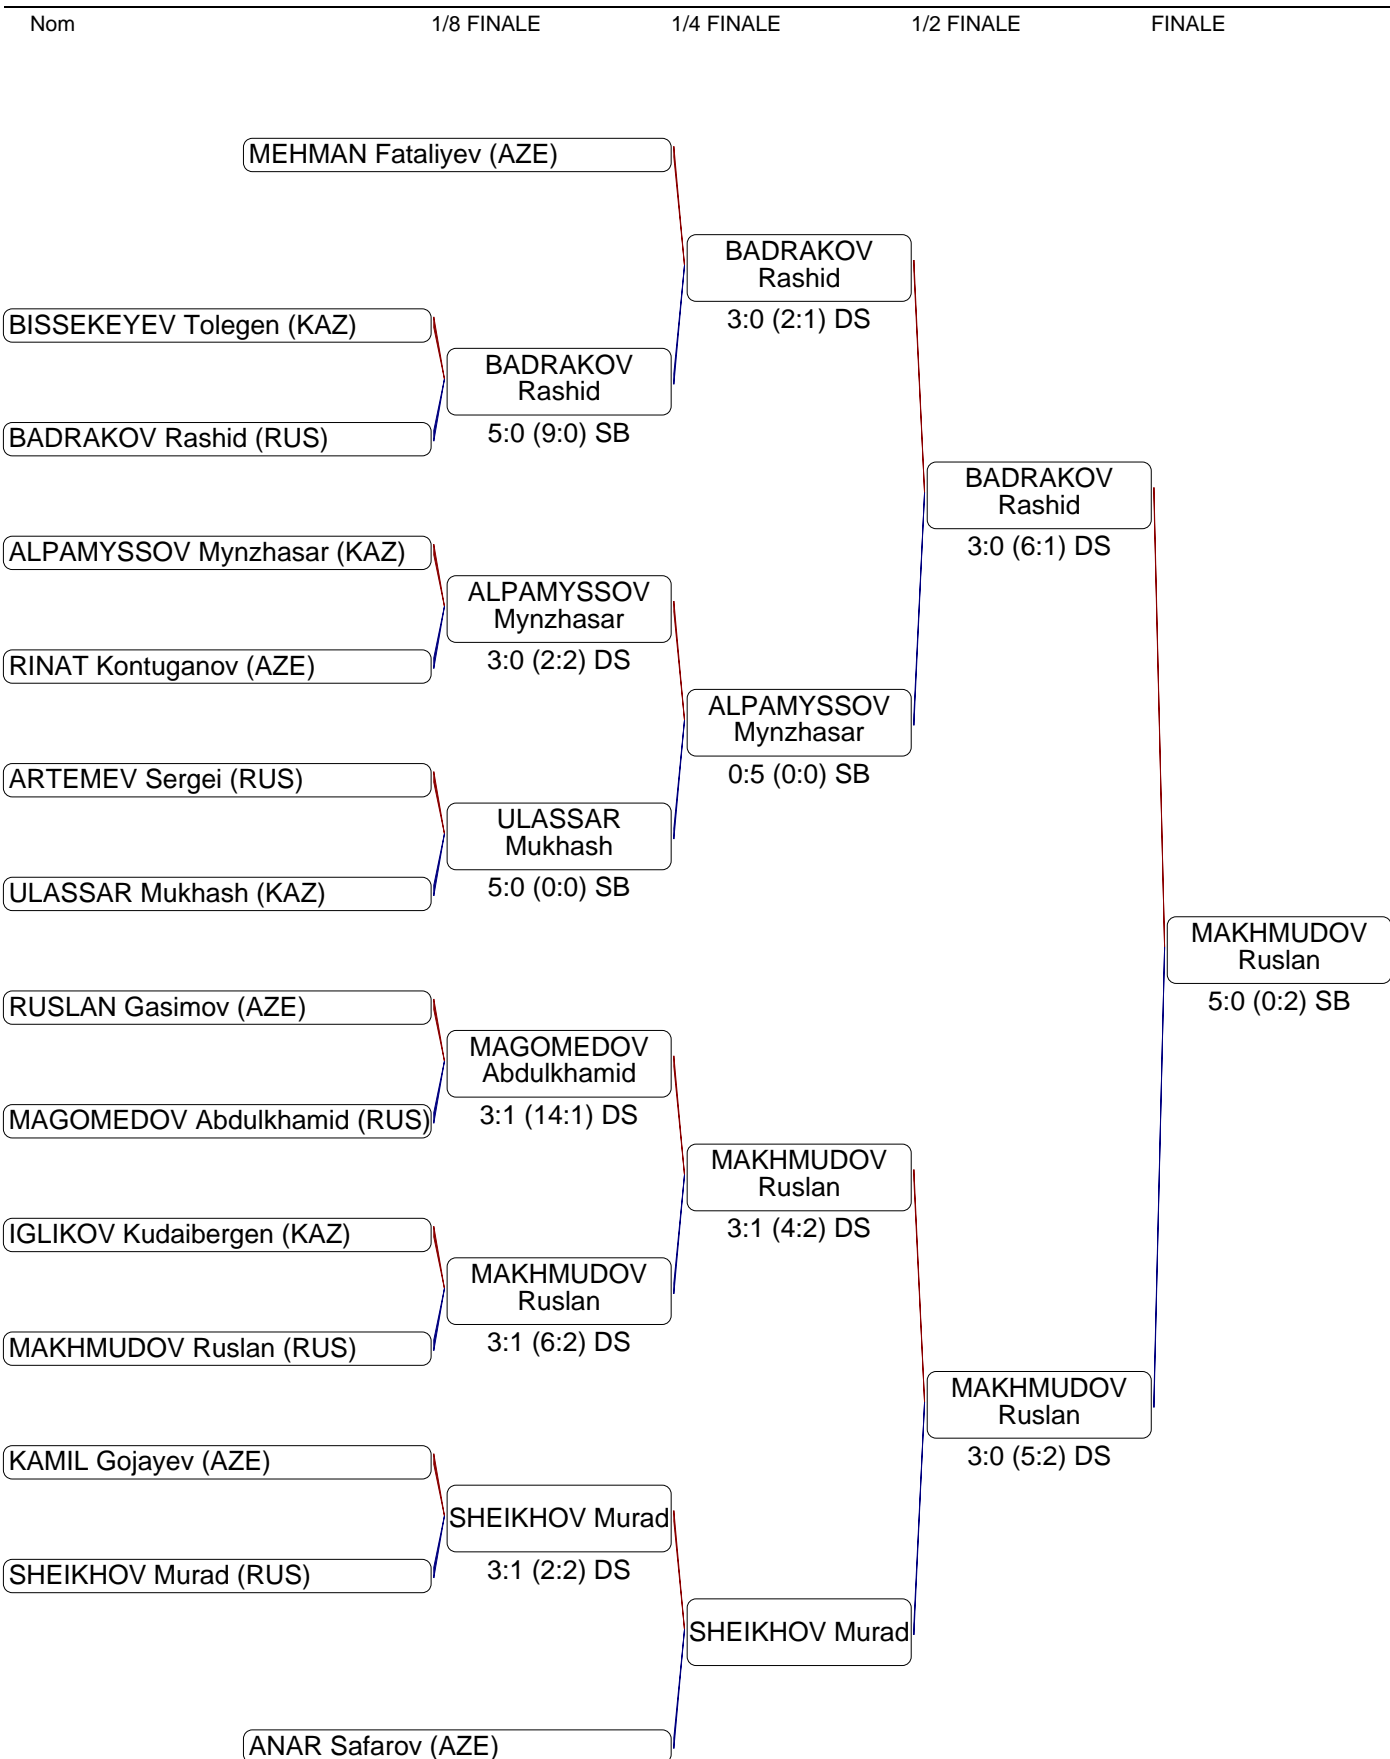 Nom 1/8 FINALE 1/4 FINALE 1/2 FINALE FINALE
MEHMAN Fataliyev (AZE)
BADRAKOV
Rashid
3:0 (2:1) DS
BISSEKEYEV Tolegen (KAZ)
BADRAKOV
Rashid
5:0 (9:0) SB
BADRAKOV Rashid (RUS)
BADRAKOV
Rashid
3:0 (6:1) DS
ALPAMYSSOV Mynzhasar (KAZ)
ALPAMYSSOV
Mynzhasar
3:0 (2:2) DS
RINAT Kontuganov (AZE)
ALPAMYSSOV
Mynzhasar
0:5 (0:0) SB
ARTEMEV Sergei (RUS)
ULASSAR
Mukhash
5:0 (0:0) SB
ULASSAR Mukhash (KAZ)
MAKHMUDOV
Ruslan
5:0 (0:2) SB
RUSLAN Gasimov (AZE)
MAGOMEDOV
Abdulkhamid
3:1 (14:1) DS
MAGOMEDOV Abdulkhamid (RUS)
MAKHMUDOV
Ruslan
3:1 (4:2) DS
IGLIKOV Kudaibergen (KAZ)
MAKHMUDOV
Ruslan
3:1 (6:2) DS
MAKHMUDOV Ruslan (RUS)
MAKHMUDOV
Ruslan
3:0 (5:2) DS
KAMIL Gojayev (AZE)
SHEIKHOV Murad
3:1 (2:2) DS
SHEIKHOV Murad (RUS)
SHEIKHOV Murad
ANAR Safarov (AZE)